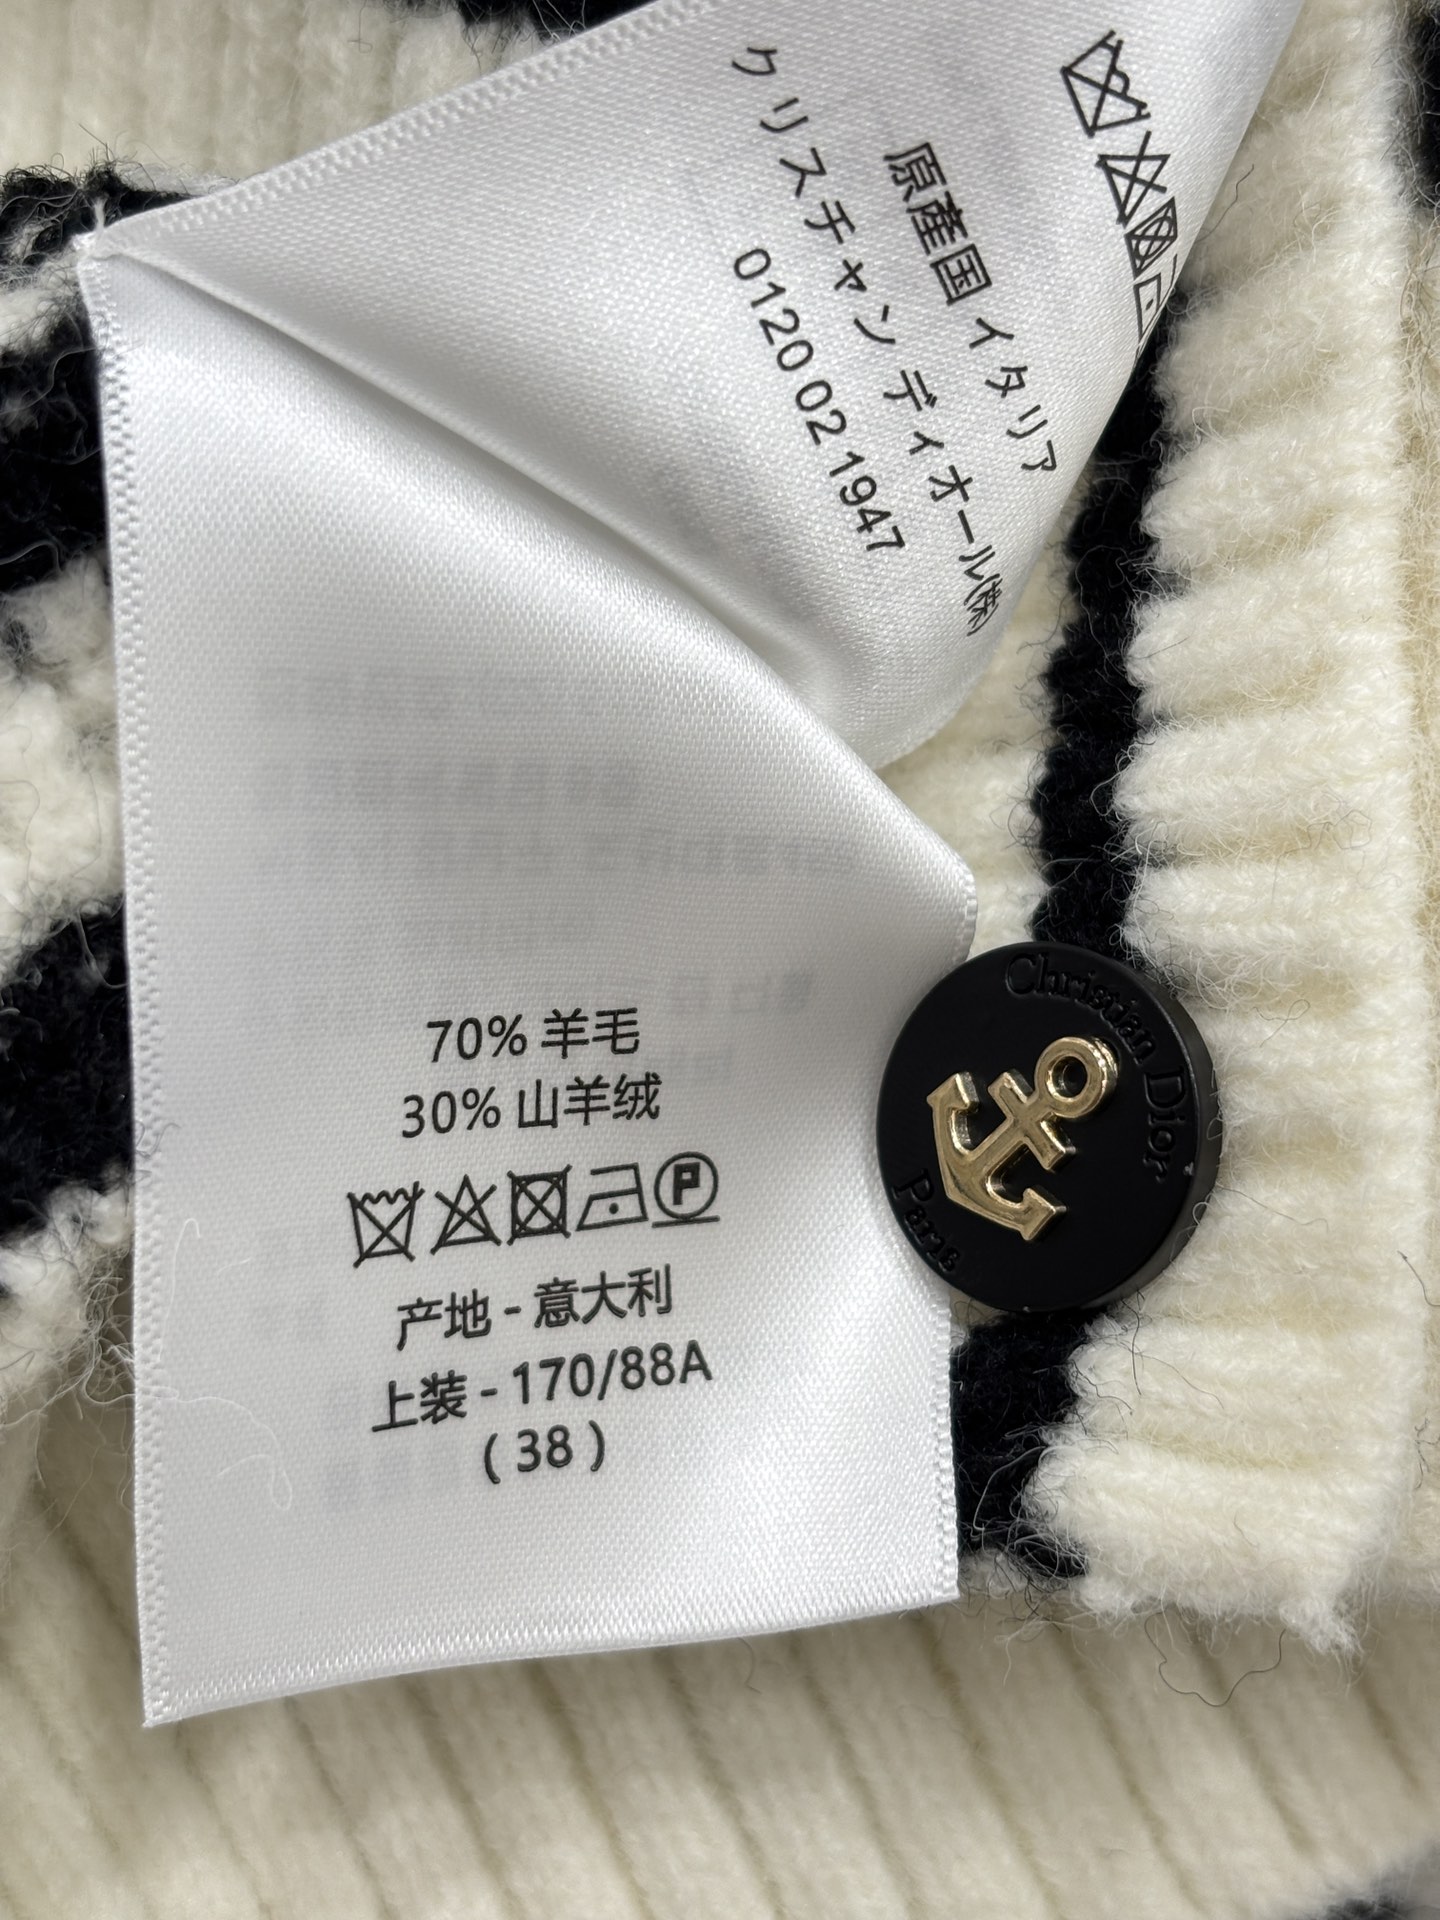 原産国 イタリア
クリスチャン ディオール㈱
0120 02 1947
70% 羊毛
30% 山羊绒
P
产地 - 意大利
上装 - 170/88A
( 38 )
Christian Dior
Paris